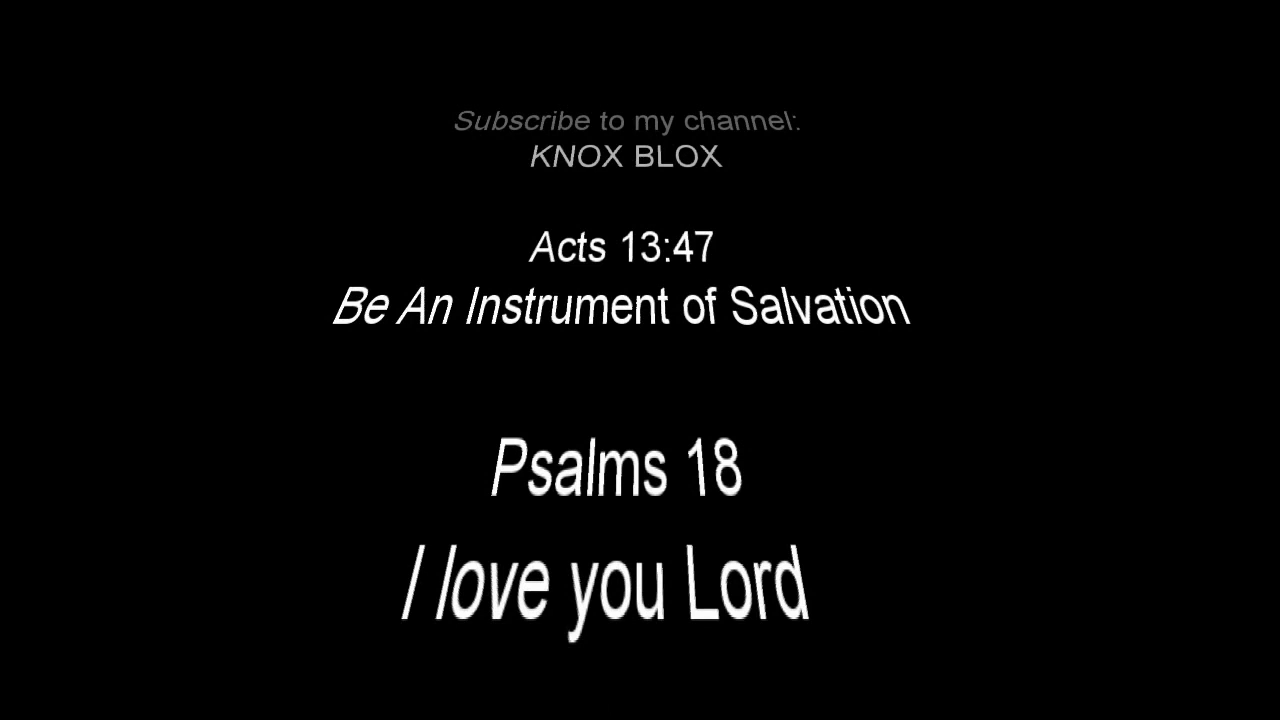 Subscribe to my channel:
KNOX BLOX
Acts 13:47
Be An Instrument of Salvation
Psalms 18
I love you Lord